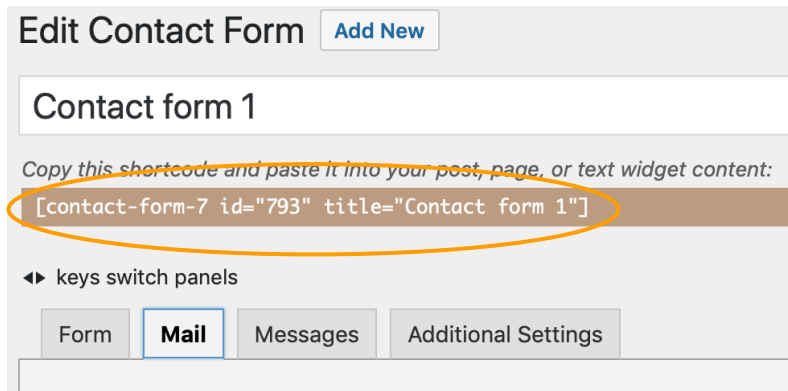 Edit Contact Form Add New
Contact form 1
Copy this shortcode and paste it into your post, page, or text widget content:
[contact-form-7 id="793" title="Contact form 1"]
◂▸ keys switch panels
Form Mail Messages Additional Settings